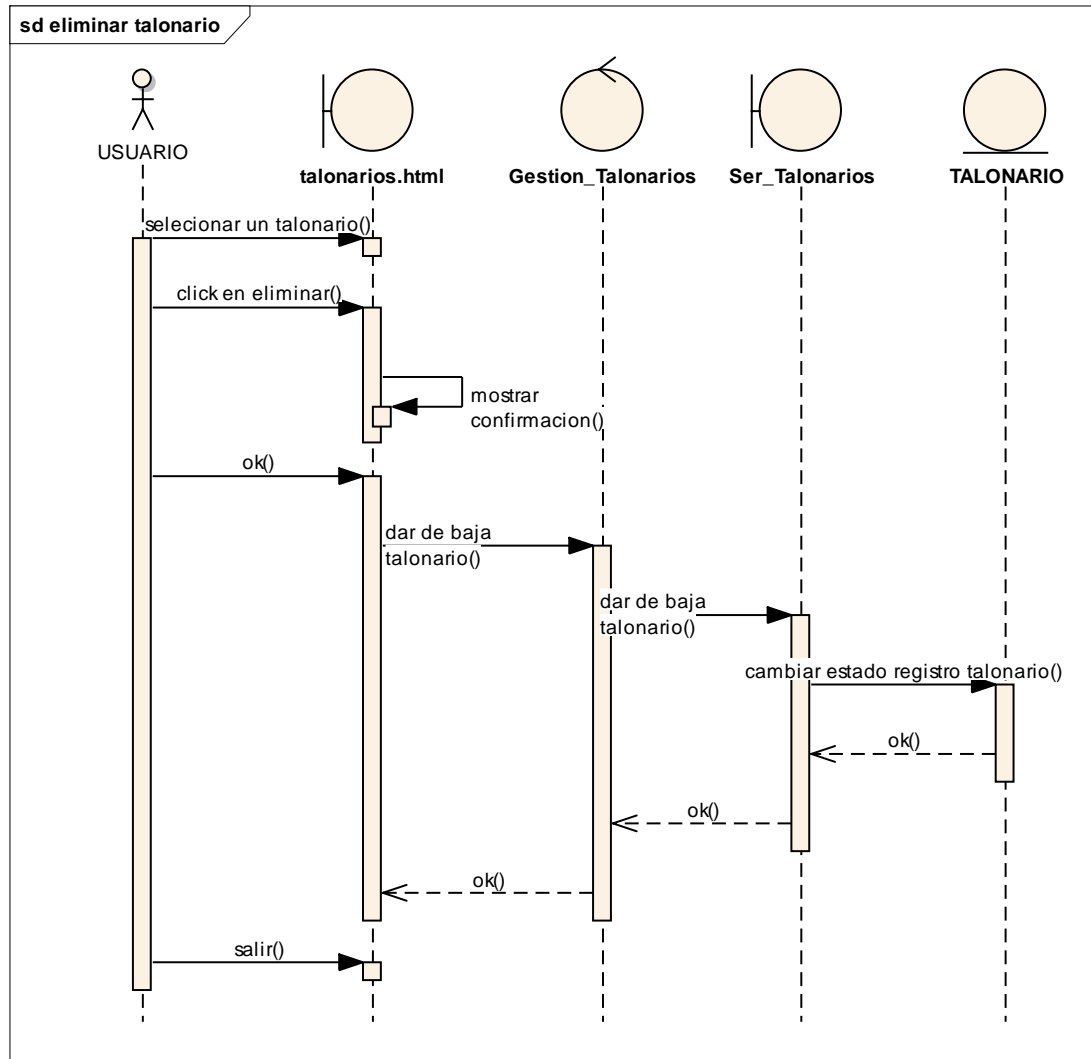 sd eliminar talonario
USUARIO
talonarios.html
Gestion_Talonarios
Ser_Talonarios
TALONARIO
selecionar un talonario()
click en eliminar()
mostrar
confirmacion()
ok()
dar de baja
talonario()
dar de baja
talonario()
cambiar estado registro talonario()
ok()
ok()
ok()
salir()